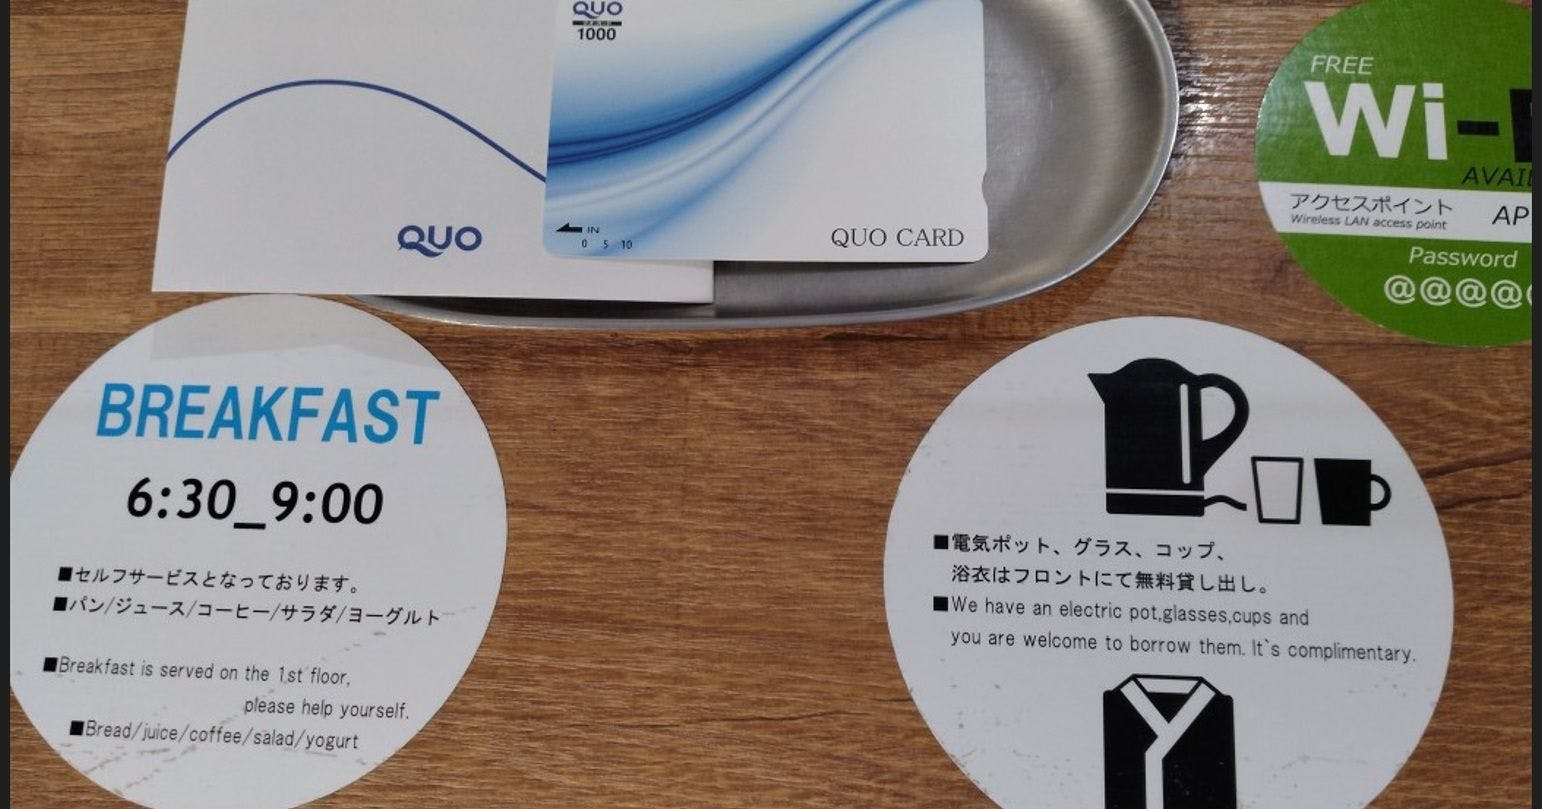 QUO
1000
QUO
IN
0 5 10
QUO CARD
FREE
Wi-
アクセスポイント
Wireless LAN access point
AP
Password
@@@@
BREAKFAST
6:30_9:00
■セルフサービスとなっております。
■パン/ジュース/コーヒー/サラダ/ヨーグルト
■Breakfast is served on the 1st floor,
please help yourself.
■Bread/juice/coffee/salad/yogurt
■電気ポット、グラス、コップ、
浴衣はフロントにて無料貸し出し。
■We have an electric pot,glasses,cups and
you are welcome to borrow them. It`s complimentary.